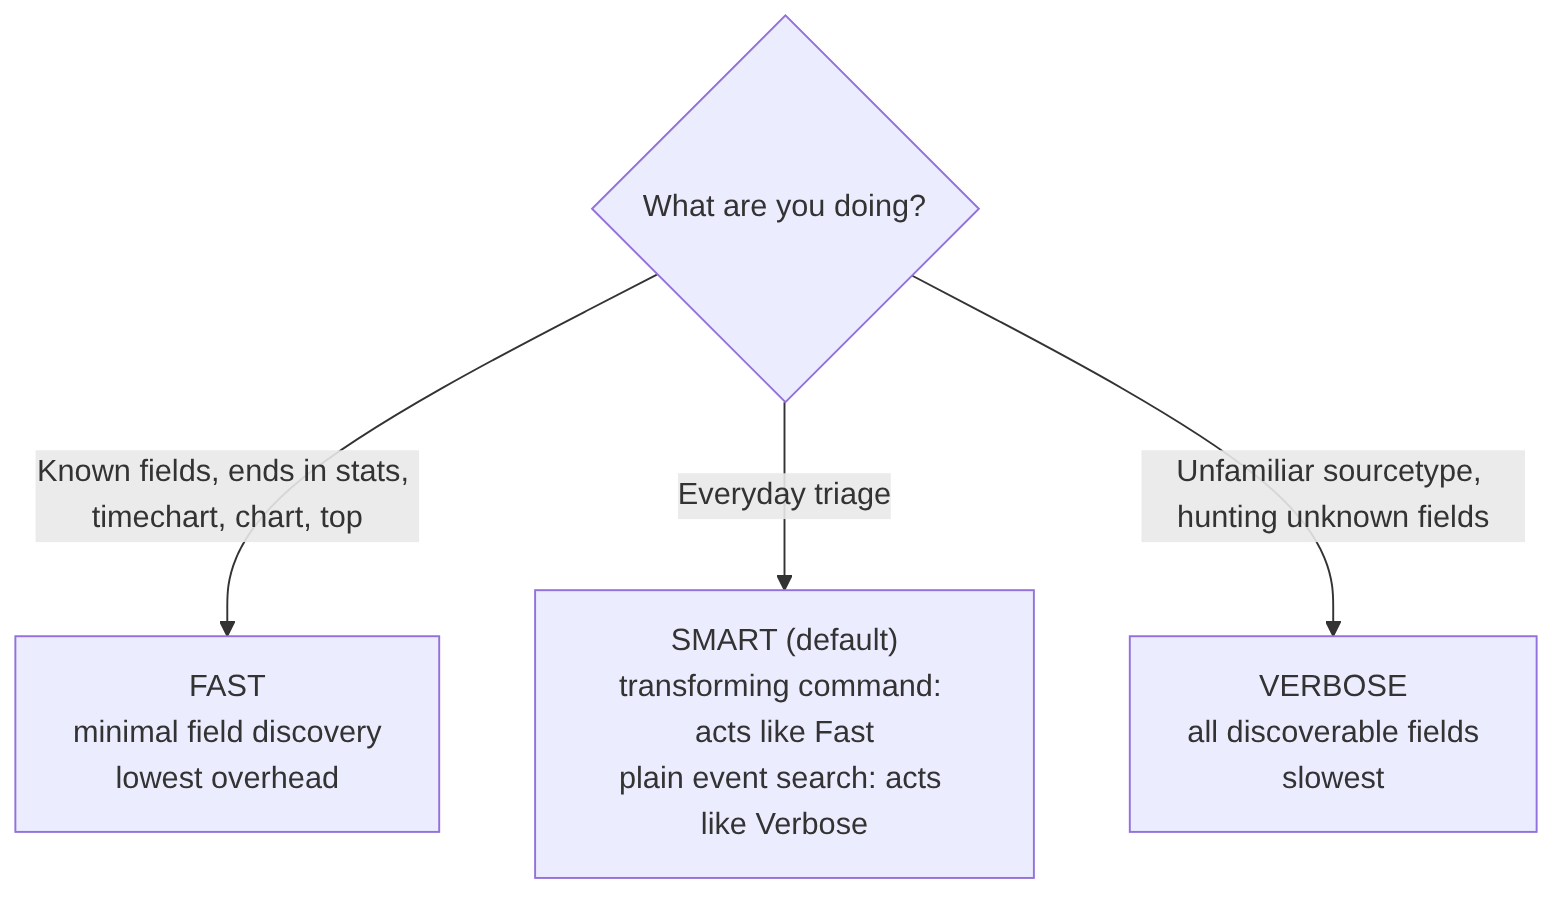 What are you doing?
Known fields, ends in stats,
timechart, chart, top
Everyday triage
Unfamiliar sourcetype,
hunting unknown fields
FAST
minimal field discovery
lowest overhead
SMART (default)
transforming command:
acts like Fast
plain event search: acts
like Verbose
VERBOSE
all discoverable fields
slowest